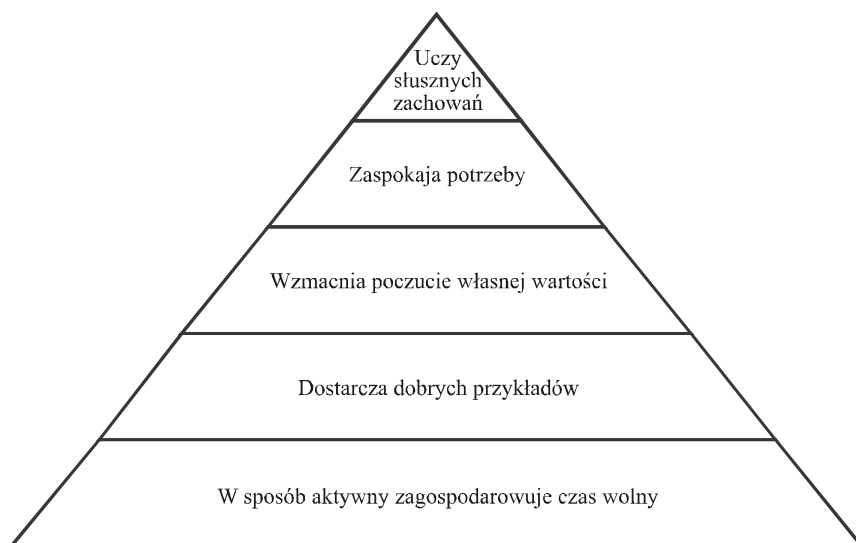 Uczy
słusznych
zachowań
Zaspokaja potrzeby
Wzmacnia poczucie własnej wartości
Dostarcza dobrych przykładów
W sposób aktywny zagospodarowuje czas wolny